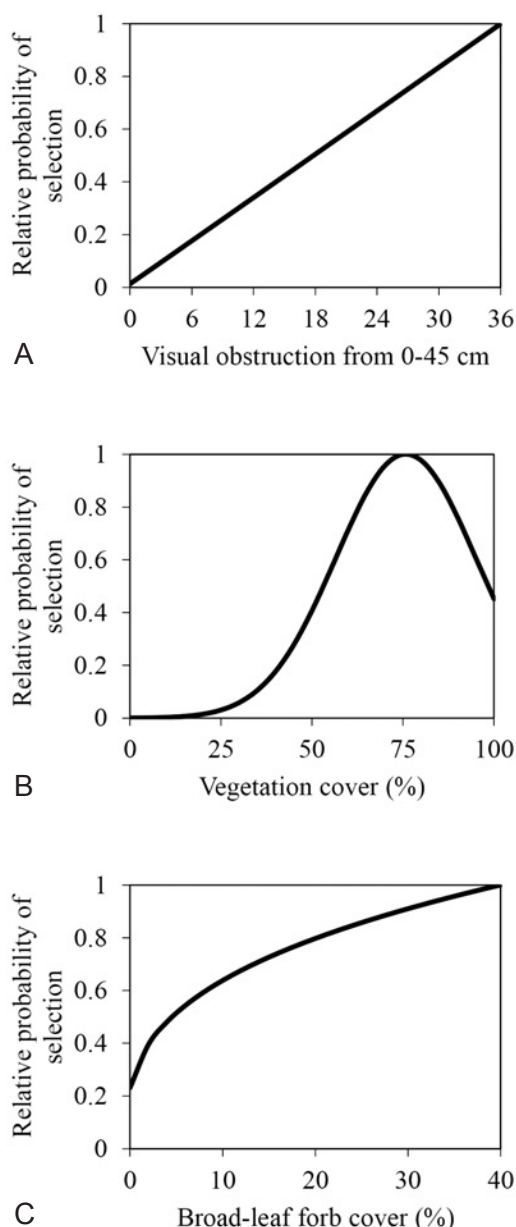 Relative probability of
selection
1
0.8
0.6
0.4
0.2
0
0 6 12 18 24 30 36
Visual obstruction from 0-45 cm
A
Relative probability of
selection
1
0.8
0.6
0.4
0.2
0
0 25 50 75 100
Vegetation cover (%)
B
Relative probability of
selection
1
0.8
0.6
0.4
0.2
0
0 10 20 30 40
Broad-leaf forb cover (%)
C